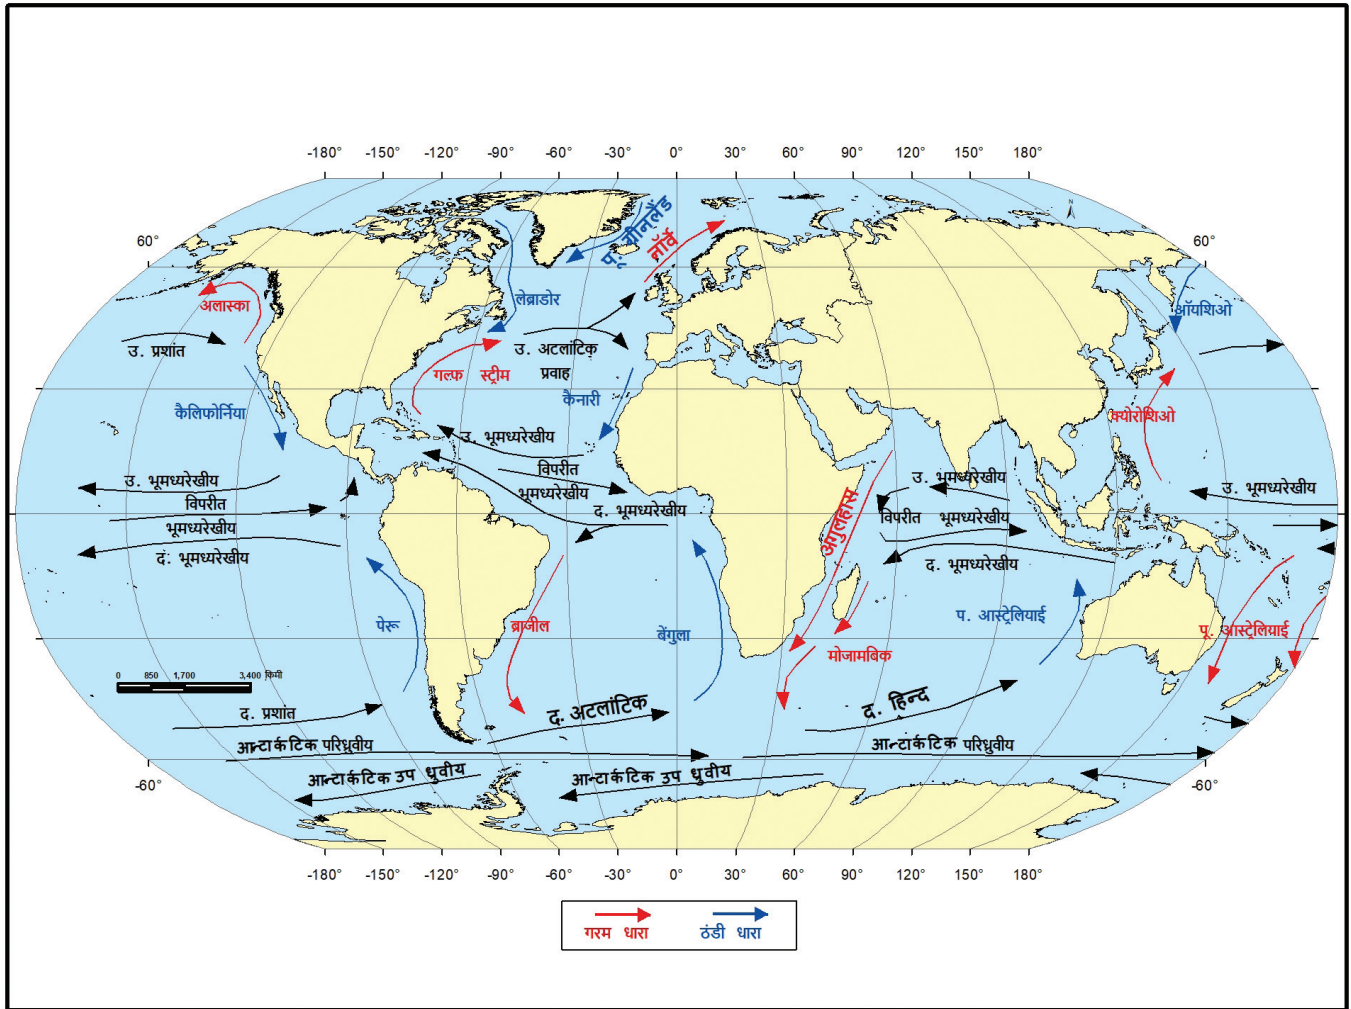 -180° -150° -120° -90° -60° -30° 0° 30° 60° 90° 120° 150° 180°
N
60° 60°
पू. ग्रीनलैंड
नॉर्वे
लेब्राडोर
अलास्का
ऑयशिओ
उ. प्रशांत
उ. अटलांटिक
प्रवाह
गल्फ स्ट्रीम
कैनारी
कैलिफोर्निया
क्योरोशिओ
उ. भूमध्यरेखीय
विपरीत
भूमध्यरेखीय
द. भूमध्यरेखीय
उ. भूमध्यरेखीय
विपरीत
भूमध्यरेखीय
दं. भूमध्यरेखीय
उ. भूमध्यरेखीय
विपरीत भूमध्यरेखीय
द. भूमध्यरेखीय
उ. भूमध्यरेखीय
अगुलहास
पेरू
ब्राजील
बेंगुला
मोजामबिक
प. आस्ट्रेलियाई
पू. आस्ट्रेलियाई
0 850 1,700 3,400 किमी
द. प्रशांत
द. अटलांटिक
द. हिन्द
आन्टार्कटिक परिध्रुवीय
आन्टार्कटिक परिध्रुवीय
आन्टार्कटिक उप ध्रुवीय
आन्टार्कटिक उप ध्रुवीय
-60° -60°
-180° -150° -120° -90° -60° -30° 0° 30° 60° 90° 120° 150° 180°
गरम धारा
ठंडी धारा